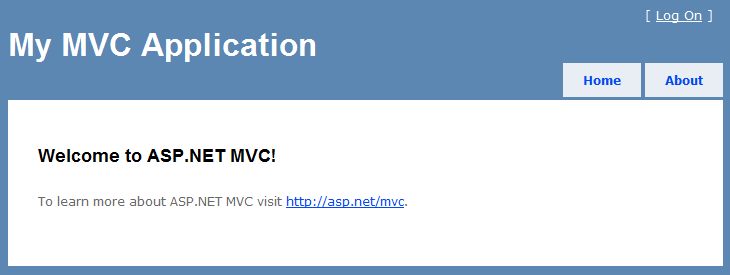 [ Log On ]
My MVC Application
Home About
Welcome to ASP.NET MVC!
To learn more about ASP.NET MVC visit http://asp.net/mvc.